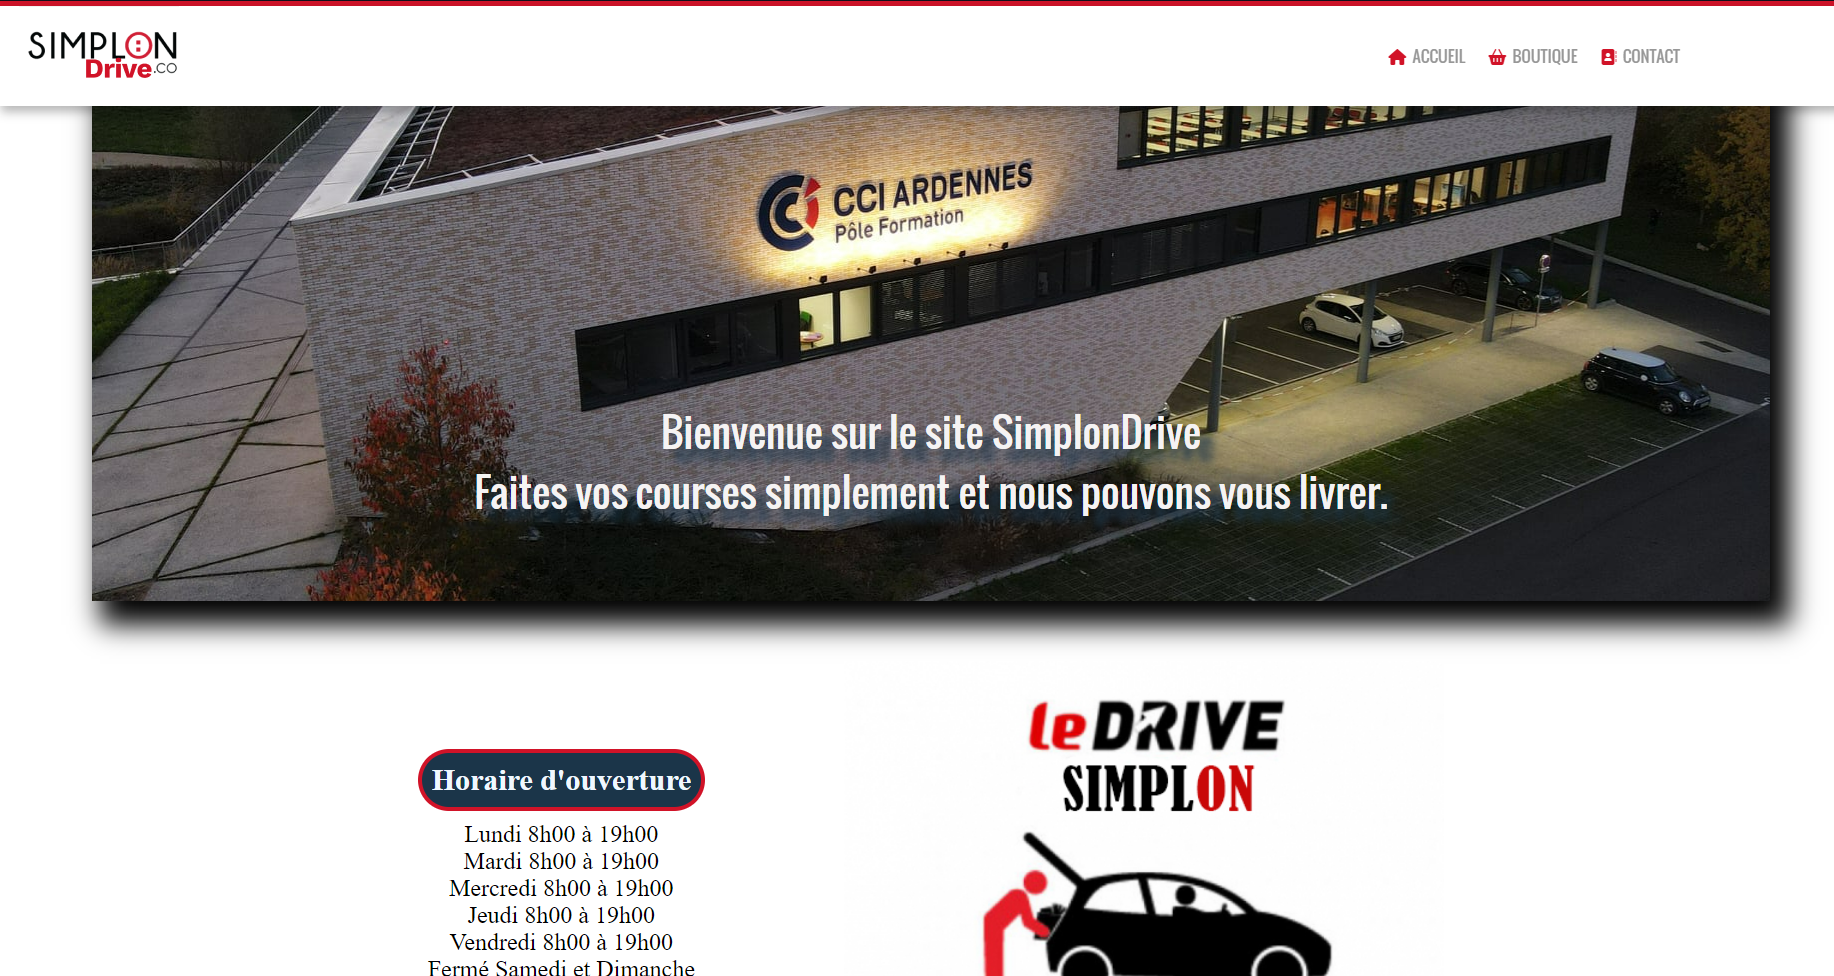 SIMPLON
Drive.co
ACCUEIL
BOUTIQUE
CONTACT
CCI ARDENNES
Pôle Formation
Bienvenue sur le site SimplonDrive
Faites vos courses simplement et nous pouvons vous livrer.
le DRIVE
SIMPLON
Horaire d'ouverture
Lundi 8h00 à 19h00
Mardi 8h00 à 19h00
Mercredi 8h00 à 19h00
Jeudi 8h00 à 19h00
Vendredi 8h00 à 19h00
Fermé Samedi et Dimanche